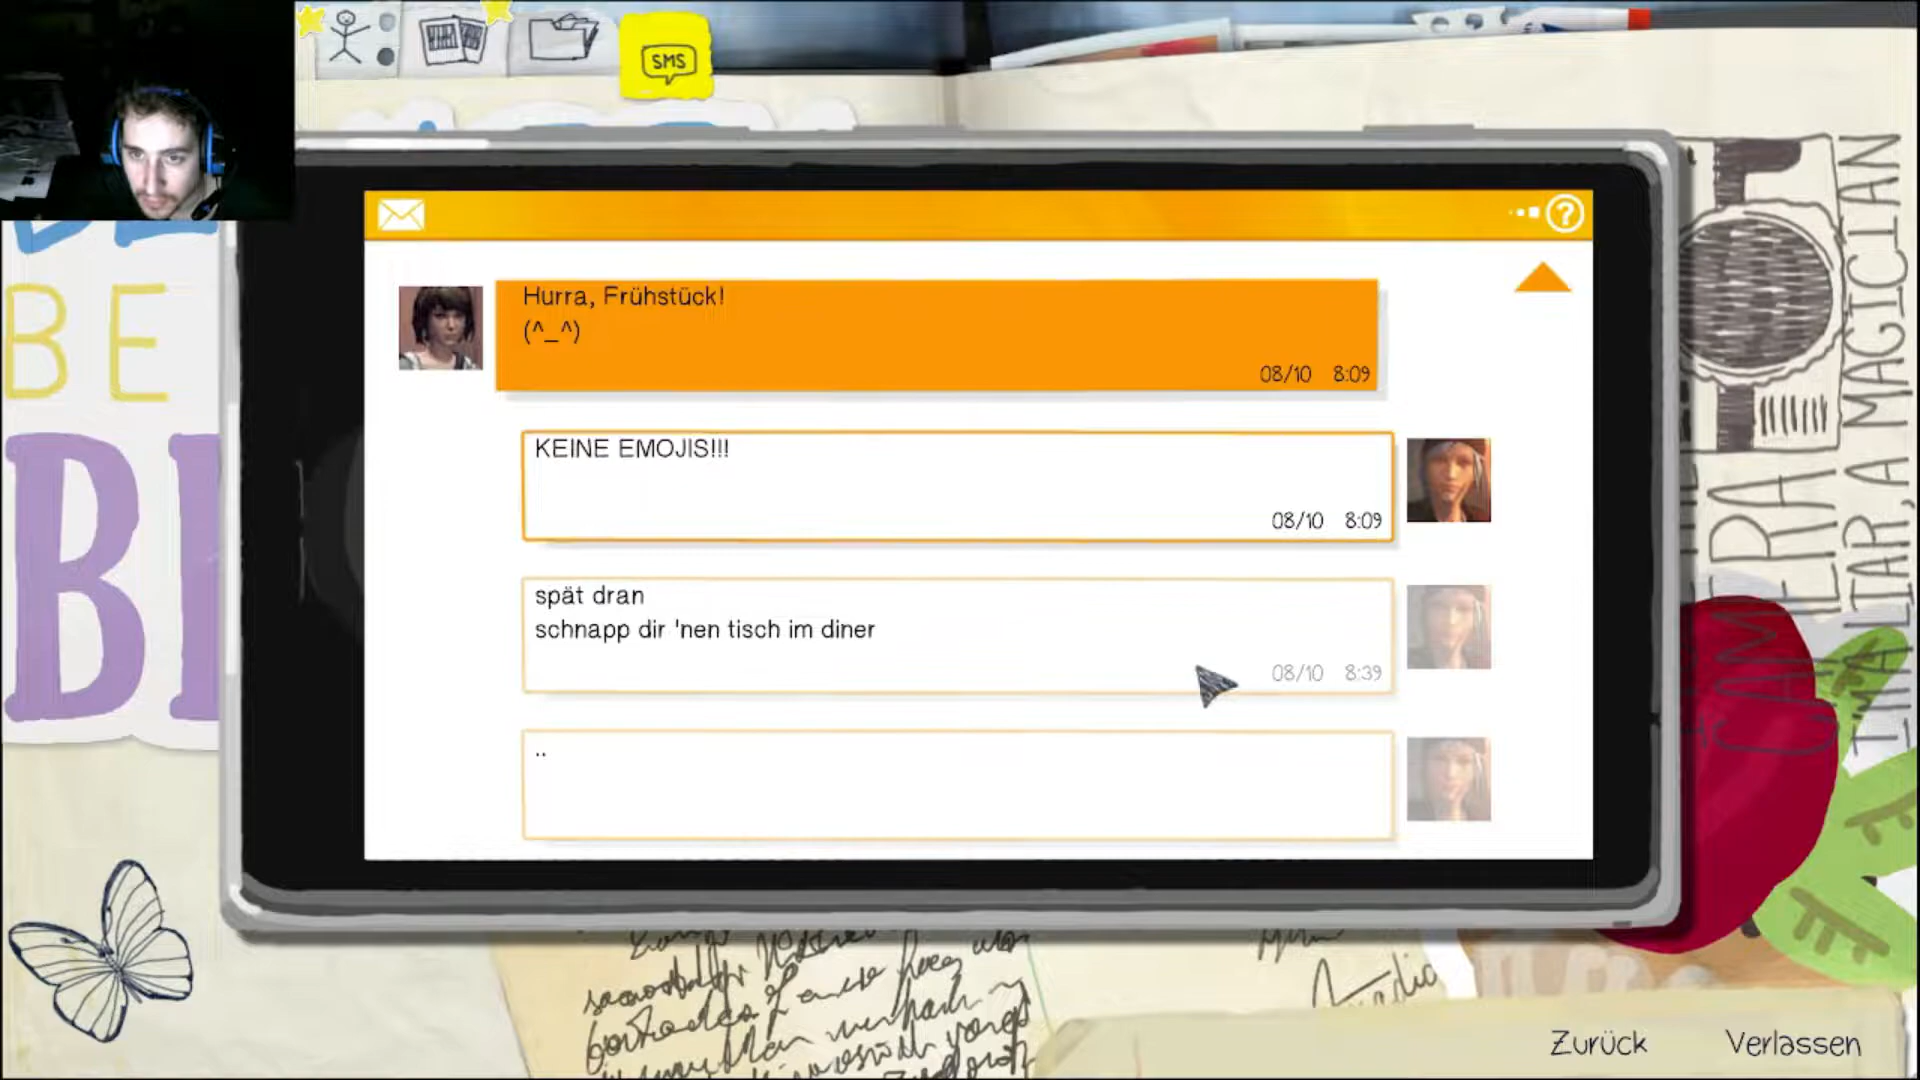 SMS
BE
Hurra, Frühstück!
(^_^)
08/10 8:09
KEINE EMOJIS!!!
08/10 8:09
spät dran
schnapp dir 'nen tisch im diner
08/10 8:39
..
?
A MAGICIAN
Zurück
Verlassen